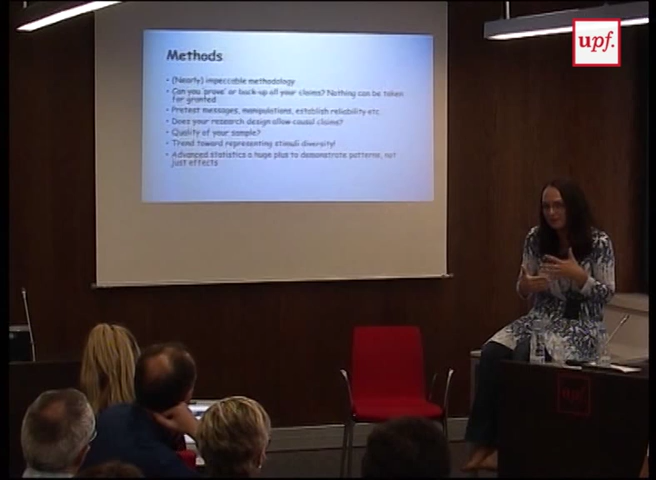 upf.
Methods
• (Nearly) impeccable methodology
• Can you 'prove' or back-up all your claims? Nothing can be taken
for granted
• Pretest messages, manipulations, establish reliability etc.
• Does your research design allow causal claims?
• Quality of your sample?
• Trend toward representing stimuli diversity!
• Advanced statistics a huge plus to demonstrate patterns, not
just effects
upf.